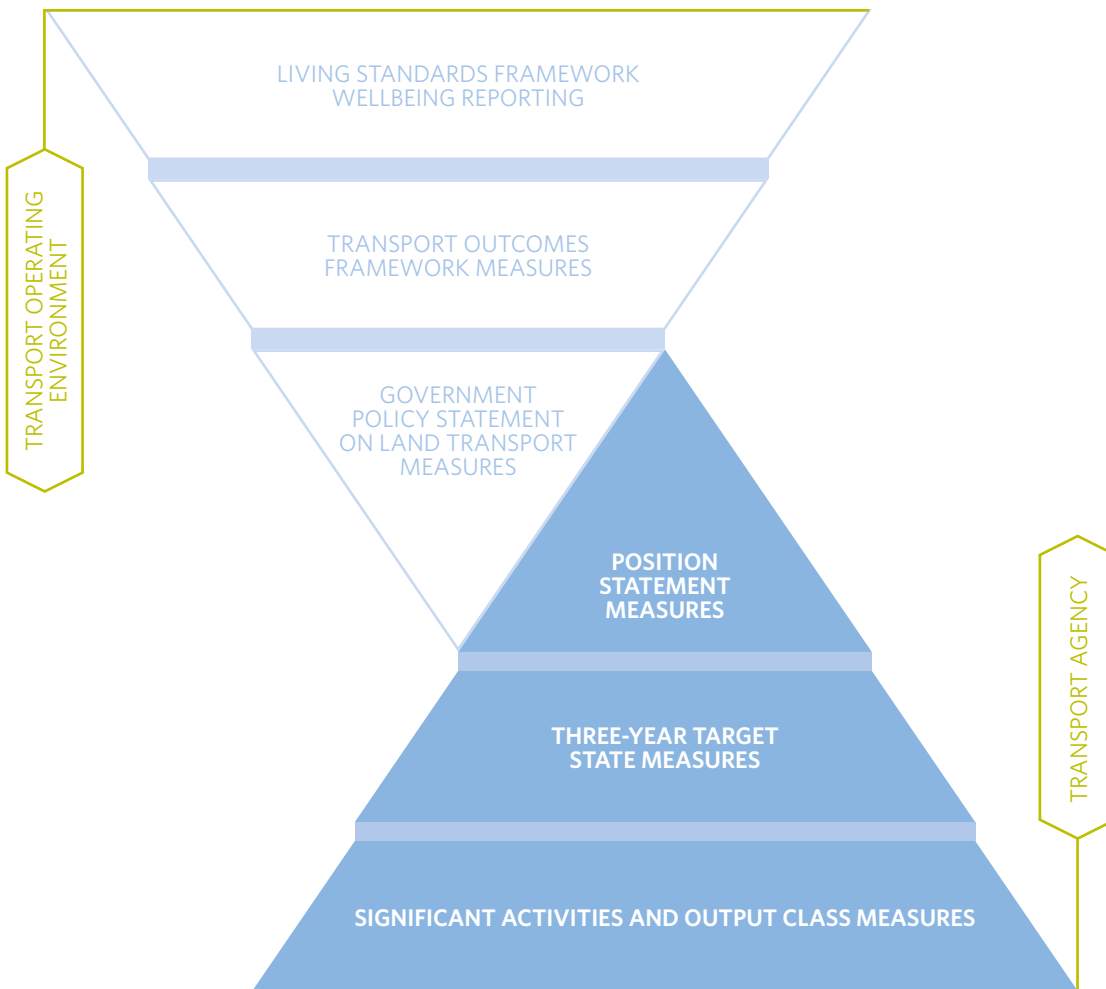 LIVING STANDARDS FRAMEWORK
WELLBEING REPORTING
TRANSPORT OPERATING
ENVIRONMENT
TRANSPORT OUTCOMES
FRAMEWORK MEASURES
GOVERNMENT
POLICY STATEMENT
ON LAND TRANSPORT
MEASURES
POSITION
STATEMENT
MEASURES
TRANSPORT AGENCY
THREE-YEAR TARGET
STATE MEASURES
SIGNIFICANT ACTIVITIES AND OUTPUT CLASS MEASURES